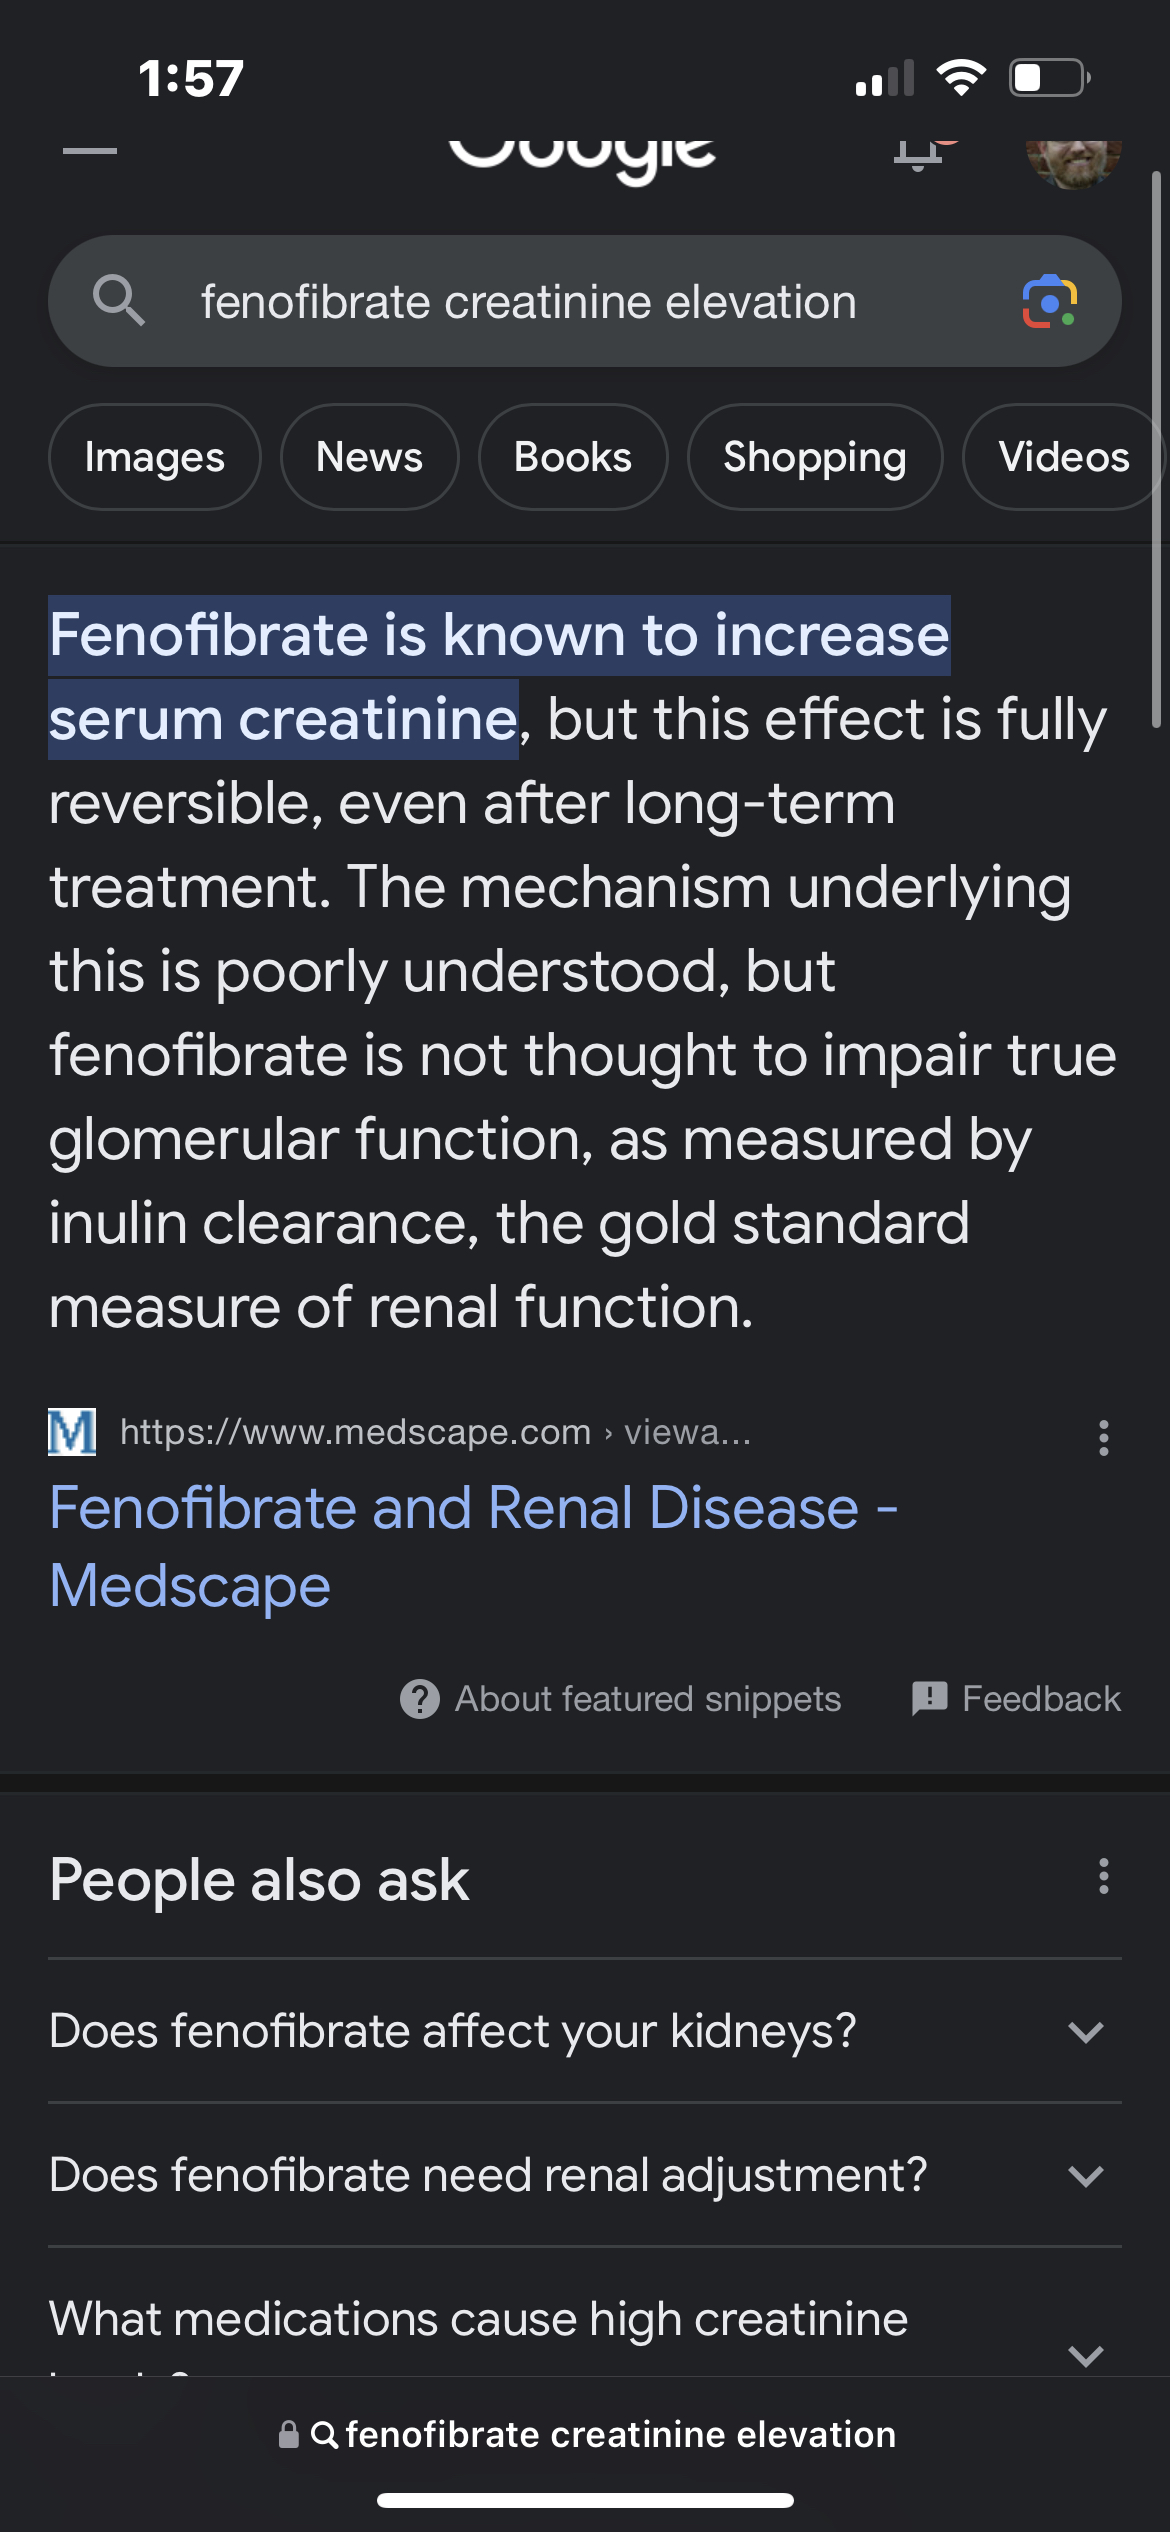 1:57
Google
fenofibrate creatinine elevation
Images News Books Shopping Videos
Fenofibrate is known to increase
serum creatinine, but this effect is fully
reversible, even after long-term
treatment. The mechanism underlying
this is poorly understood, but
fenofibrate is not thought to impair true
glomerular function, as measured by
inulin clearance, the gold standard
measure of renal function.
M https://www.medscape.com › viewa...
Fenofibrate and Renal Disease -
Medscape
About featured snippets Feedback
People also ask
Does fenofibrate affect your kidneys?
Does fenofibrate need renal adjustment?
What medications cause high creatinine
fenofibrate creatinine elevation